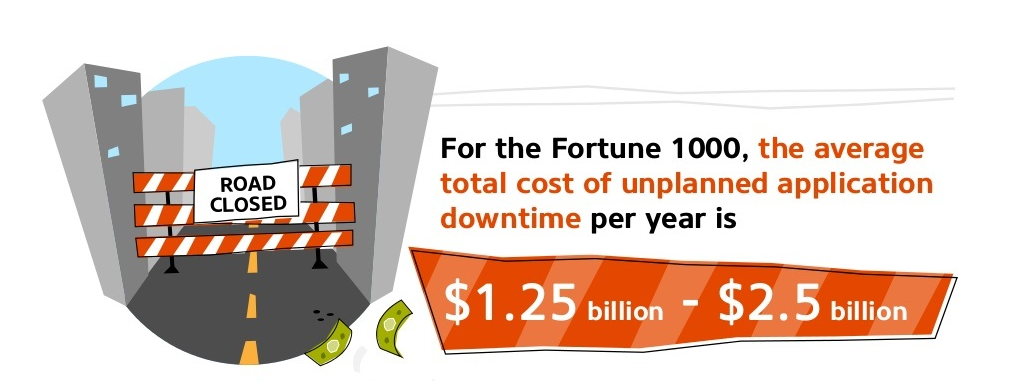 ROAD
CLOSED
For the Fortune 1000, the average
total cost of unplanned application
downtime per year is
$1.25 billion - $2.5 billion